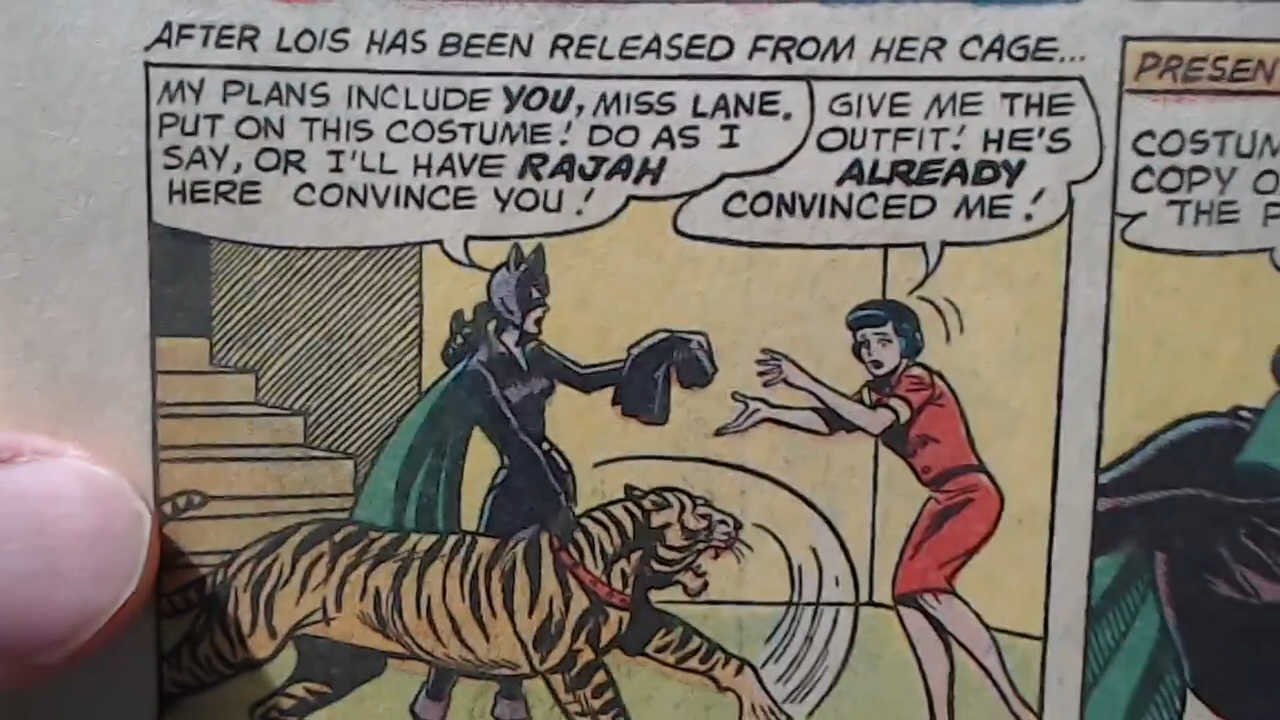 AFTER LOIS HAS BEEN RELEASED FROM HER CAGE...
MY PLANS INCLUDE YOU, MISS LANE.
PUT ON THIS COSTUME! DO AS I
SAY, OR I'LL HAVE RAJAH
HERE CONVINCE YOU!
GIVE ME THE
OUTFIT! HE'S
ALREADY
CONVINCED ME!
COPY
THE